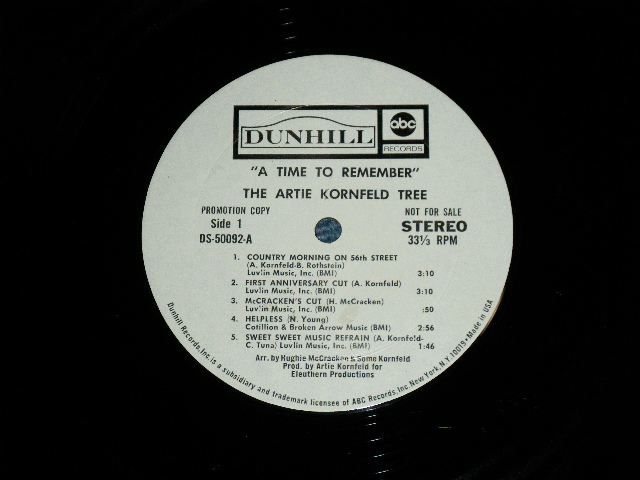 DUNHILL
abc
RECORDS
"A TIME TO REMEMBER"
THE ARTIE KORNFELD TREE
PROMOTION COPY
NOT FOR SALE
Side 1
STEREO
DS-50092-A
33⅓ RPM
1. COUNTRY MORNING ON 56th STREET
(A. Kornfeld-B. Rothstein)
Luvlin Music, Inc. (BMI) 3:10
2. FIRST ANNIVERSARY CUT (A. Kornfeld)
Luvlin Music, Inc. (BMI) 3:10
3. McCRACKEN'S CUT (H. McCracken)
Luvlin Music, Inc. (BMI) :50
4. HELPLESS (N. Young)
Cotillion & Broken Arrow Music (BMI) 2:56
5. SWEET SWEET MUSIC REFRAIN (A. Kornfeld-
C. Tuna) Luvlin Music, Inc. (BMI) 1:46
Arr. by Hughie McCracken & Some Kornfeld
Prod. by Artie Kornfeld for
Eleuthern Productions
Dunhill Records, Inc. is a subsidiary and trademark licensee of ABC Records, Inc. New York, N.Y. 10019 • Made in USA